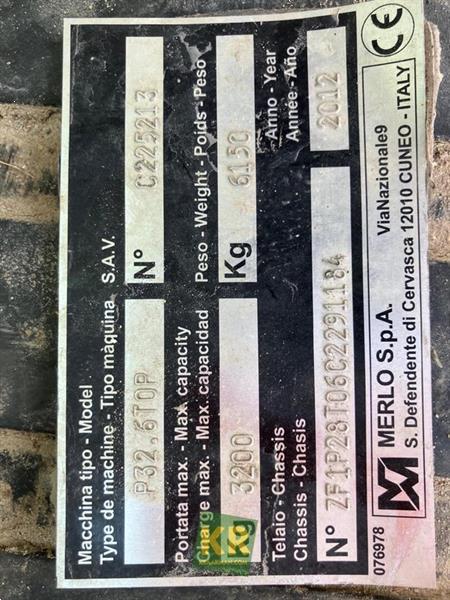 Macchina tipo - Model
Type de machine - Tipo màquina S.A.V.
P32.6TOP N° C225213
Portata max. - Max. capacity
Charge max. - Max. capacidad Peso - Weight - Poids - Peso
3200 Kg 6150
Telaio - Chassis Anno - Year
Chassis - Chasis Année - Año
N° ZF1P28T06C2291184 2012
MERLO S.p.A. ViaNazionale9
S. Defendente di Cervasca 12010 CUNEO - ITALY
076978
CE